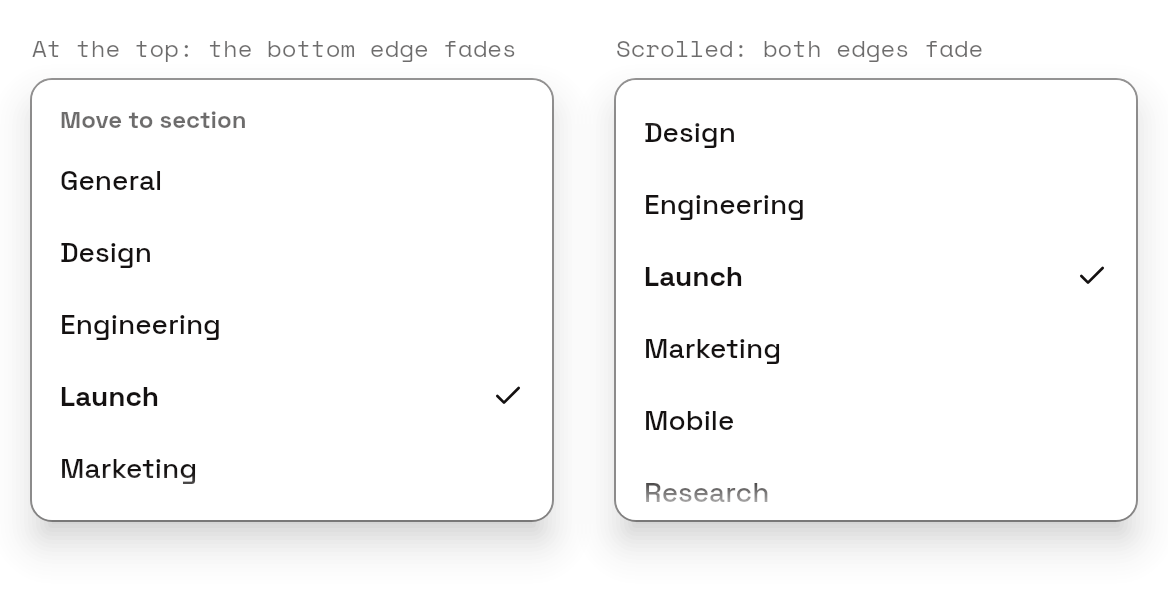 At the top: the bottom edge fades
Move to section
General
Design
Engineering
Launch
Marketing
Scrolled: both edges fade
Design
Engineering
Launch
Marketing
Mobile
Research